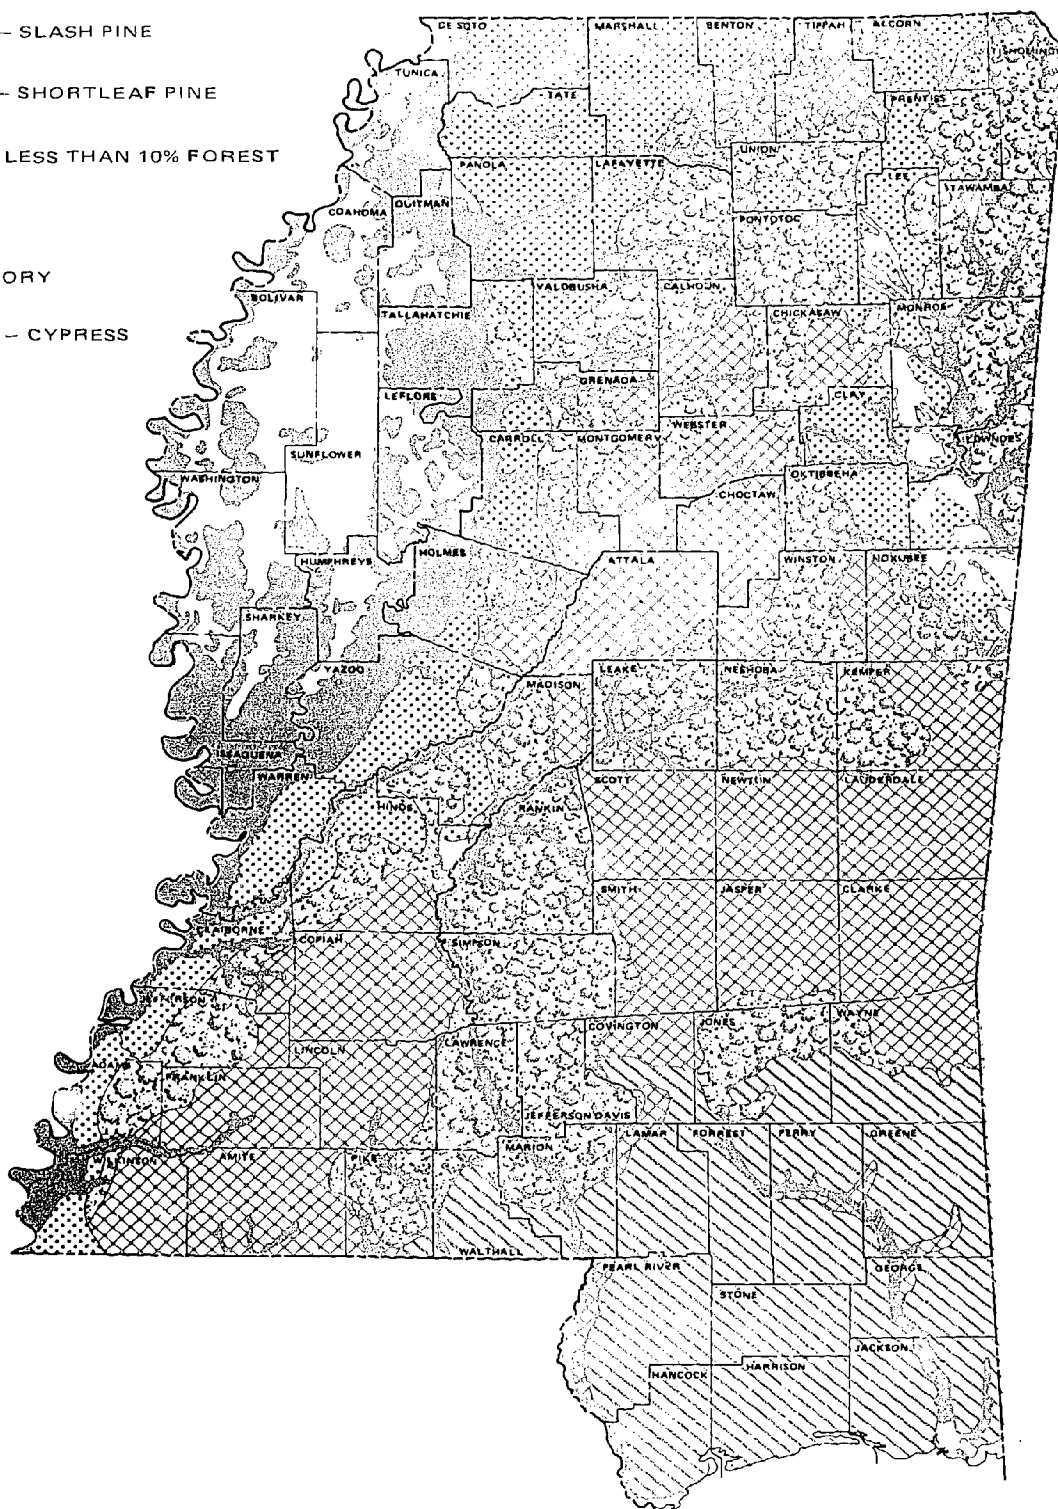 – SLASH PINE
– SHORTLEAF PINE
LESS THAN 10% FOREST
ORY
– CYPRESS
DE SOTO
MARSHALL
BENTON
TIPPAH
ALCORN
TISHOMINGO
TUNICA
TATE
PRENTISS
PANOLA
LAFAYETTE
UNION
LEE
ITAWAMBA
COAHOMA
QUITMAN
PONTOTOC
BOLIVAR
YALOBUSHA
CALHOUN
TALLAHATCHIE
CHICKASAW
MONROE
GRENADA
LEFLORE
CLAY
CARROLL
MONTGOMERY
WEBSTER
LOWNDES
SUNFLOWER
WASHINGTON
OKTIBBEHA
CHOCTAW
HUMPHREYS
HOLMES
ATTALA
WINSTON
NOXUBEE
SHARKEY
YAZOO
MADISON
LEAKE
NESHOBA
KEMPER
ISSAQUENA
WARREN
HINDS
RANKIN
SCOTT
NEWTON
LAUDERDALE
SMITH
JASPER
CLARKE
CLAIBORNE
COPIAH
SIMPSON
JEFFERSON
COVINGTON
JONES
WAYNE
LINCOLN
LAWRENCE
ADAMS
FRANKLIN
JEFFERSON DAVIS
WILKINSON
AMITE
PIKE
MARION
LAMAR
FORREST
PERRY
GREENE
WALTHALL
PEARL RIVER
GEORGE
STONE
JACKSON
HANCOCK
HARRISON